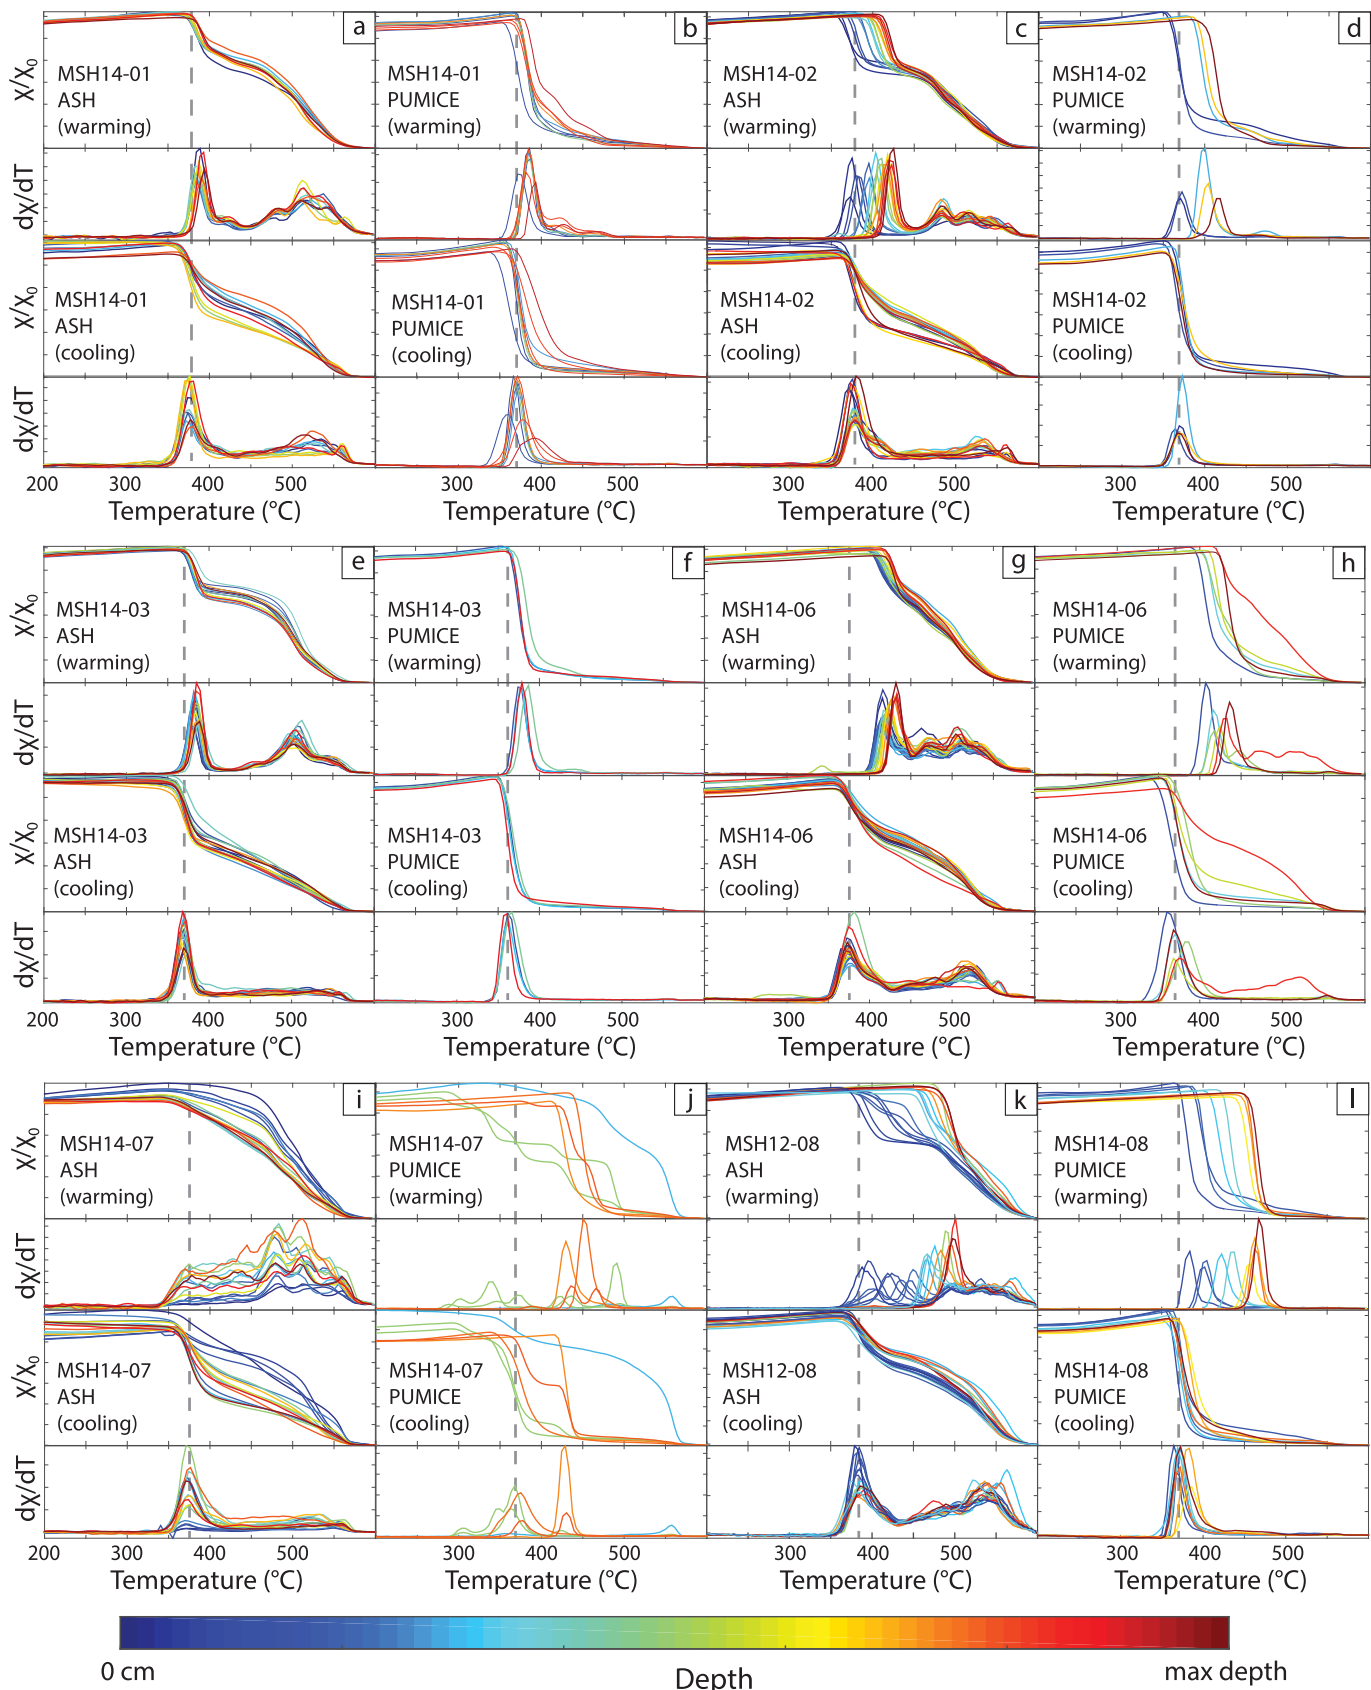 a
b
c
d
χ/χ₀
MSH14-01
ASH
(warming)
MSH14-01
PUMICE
(warming)
MSH14-02
ASH
(warming)
MSH14-02
PUMICE
(warming)
dχ/dT
χ/χ₀
MSH14-01
ASH
(cooling)
MSH14-01
PUMICE
(cooling)
MSH14-02
ASH
(cooling)
MSH14-02
PUMICE
(cooling)
dχ/dT
200 300 400 500 300 400 500 300 400 500 300 400 500
Temperature (°C) Temperature (°C) Temperature (°C) Temperature (°C)
e
f
g
h
χ/χ₀
MSH14-03
ASH
(warming)
MSH14-03
PUMICE
(warming)
MSH14-06
ASH
(warming)
MSH14-06
PUMICE
(warming)
dχ/dT
χ/χ₀
MSH14-03
ASH
(cooling)
MSH14-03
PUMICE
(cooling)
MSH14-06
ASH
(cooling)
MSH14-06
PUMICE
(cooling)
dχ/dT
200 300 400 500 300 400 500 300 400 500 300 400 500
Temperature (°C) Temperature (°C) Temperature (°C) Temperature (°C)
i
j
k
l
χ/χ₀
MSH14-07
ASH
(warming)
MSH14-07
PUMICE
(warming)
MSH12-08
ASH
(warming)
MSH14-08
PUMICE
(warming)
dχ/dT
χ/χ₀
MSH14-07
ASH
(cooling)
MSH14-07
PUMICE
(cooling)
MSH12-08
ASH
(cooling)
MSH14-08
PUMICE
(cooling)
dχ/dT
200 300 400 500 300 400 500 300 400 500 300 400 500
Temperature (°C) Temperature (°C) Temperature (°C) Temperature (°C)
0 cm Depth max depth